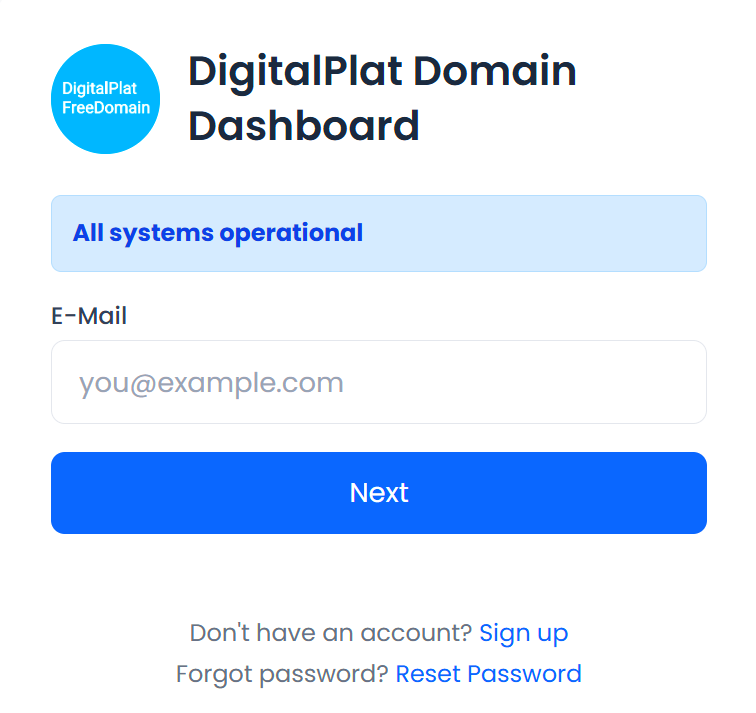 DigitalPlat
FreeDomain
DigitalPlat Domain
Dashboard
All systems operational
E-Mail
you@example.com
Next
Don't have an account? Sign up
Forgot password? Reset Password